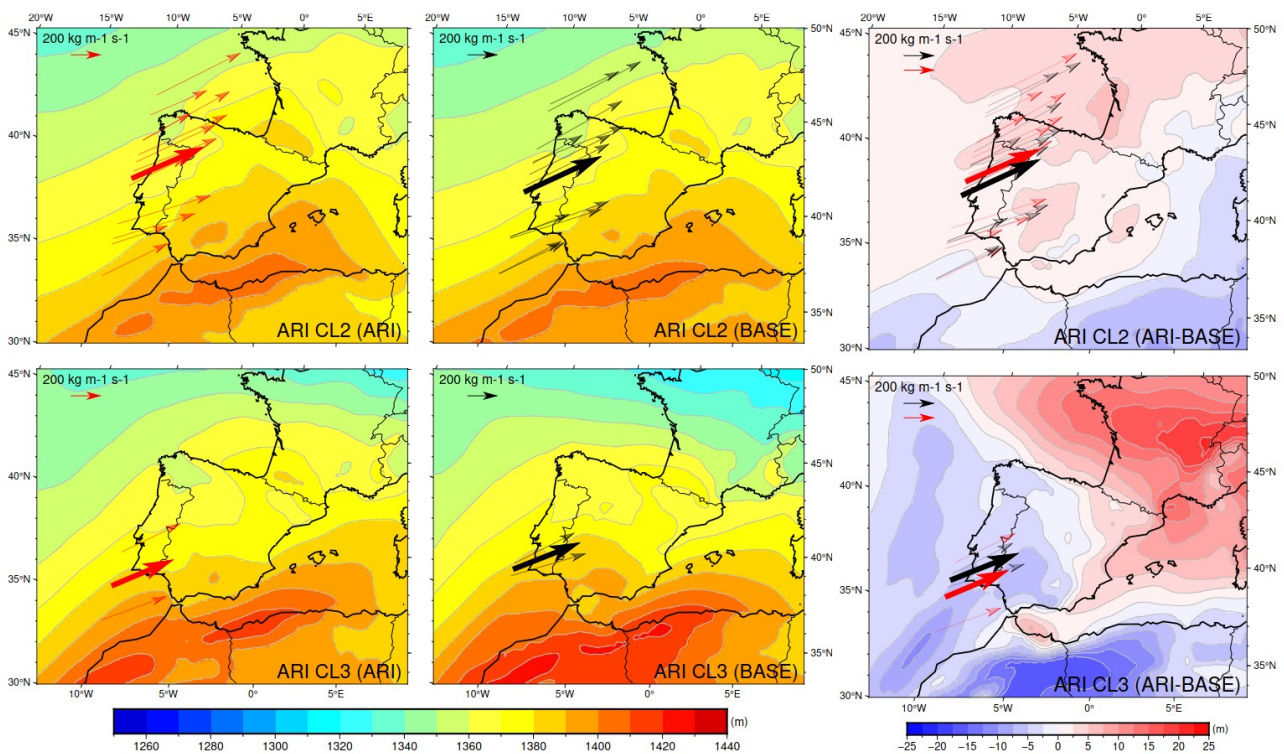 20°W 15°W 10°W 5°W 0° 5°E
20°W 15°W 10°W 5°W 0° 5°E
20°W 15°W 10°W 5°W 0° 5°E
45°N 40°N 35°N 30°N
200 kg m-1 s-1
ARI CL2 (ARI)
50°N 45°N 40°N 35°N
200 kg m-1 s-1
ARI CL2 (BASE)
45°N 40°N 35°N 30°N
200 kg m-1 s-1
ARI CL2 (ARI-BASE)
50°N 45°N 40°N 35°N
45°N 40°N 35°N 30°N
200 kg m-1 s-1
ARI CL3 (ARI)
200 kg m-1 s-1
ARI CL3 (BASE)
50°N 45°N 40°N 35°N
45°N 40°N 35°N 30°N
200 kg m-1 s-1
ARI CL3 (ARI-BASE)
50°N 45°N 40°N 35°N
10°W 5°W 0° 5°E
10°W 5°W 0° 5°E
10°W 5°W 0° 5°E
(m)
1260 1280 1300 1320 1340 1360 1380 1400 1420 1440
(m)
−25 −20 −15 −10 −5 0 5 10 15 20